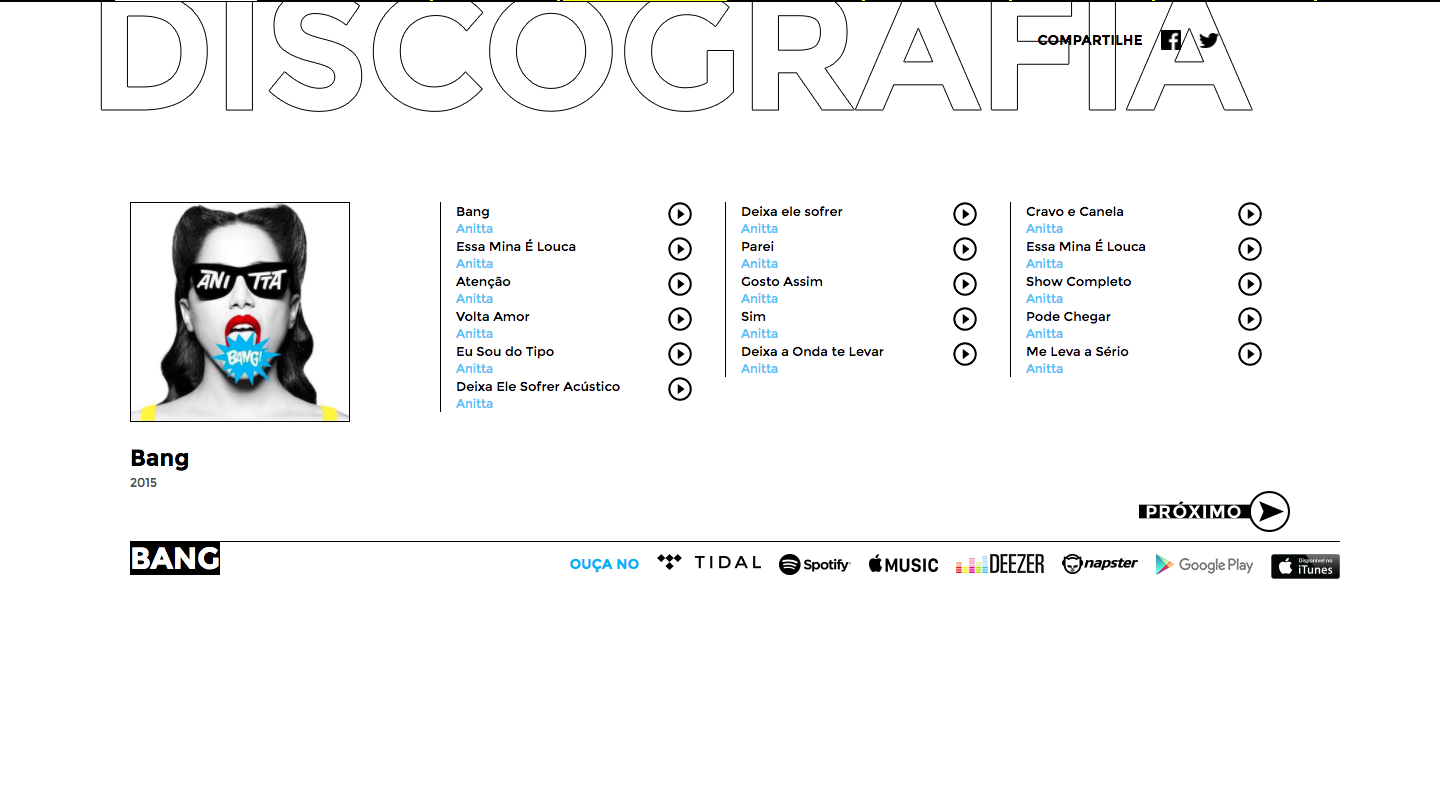 DISCOGRAFIA
COMPARTILHE
ANITTA
BANG!
Bang
2015
Bang
Anitta
Essa Mina É Louca
Anitta
Atenção
Anitta
Volta Amor
Anitta
Eu Sou do Tipo
Anitta
Deixa Ele Sofrer Acústico
Anitta
Deixa ele sofrer
Anitta
Parei
Anitta
Gosto Assim
Anitta
Sim
Anitta
Deixa a Onda te Levar
Anitta
Cravo e Canela
Anitta
Essa Mina É Louca
Anitta
Show Completo
Anitta
Pode Chegar
Anitta
Me Leva a Sério
Anitta
PRÓXIMO
BANG
OUÇA NO TIDAL Spotify MUSIC DEEZER napster Google Play Disponível no iTunes